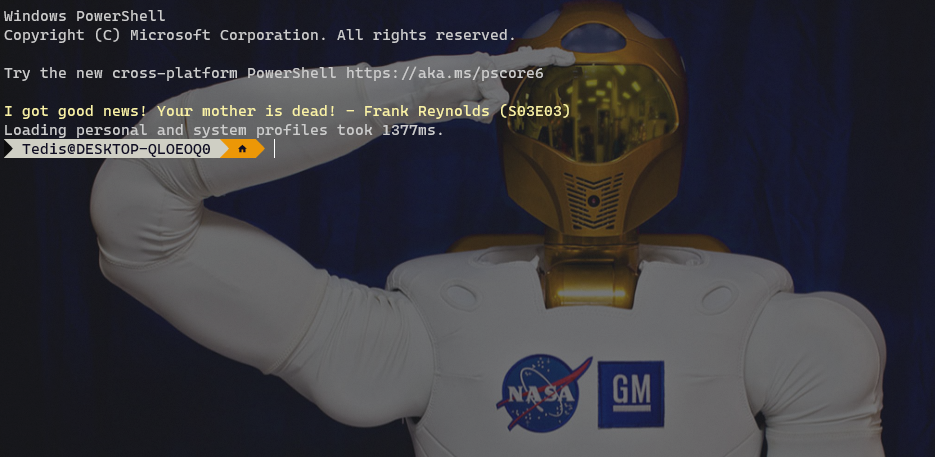 Windows PowerShell
Copyright (C) Microsoft Corporation. All rights reserved.
Try the new cross-platform PowerShell https://aka.ms/pscore6
I got good news! Your mother is dead! - Frank Reynolds (S03E03)
Loading personal and system profiles took 1377ms.
Tedis@DESKTOP-QLOEOQ0
NASA
GM